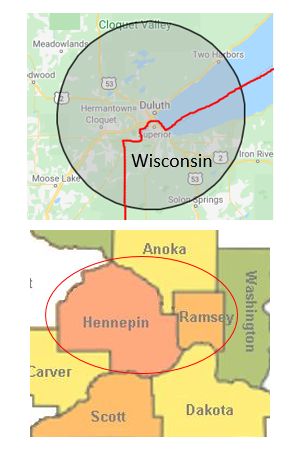 Cloquet Valley
Meadowlands
Two Harbors
53
2
Hermantown
Duluth
Cloquet
Superior
2
Wisconsin
Iron River
Moose Lake
53
Solon Springs
Anoka
Hennepin
Ramsey
Washington
Carver
Scott
Dakota